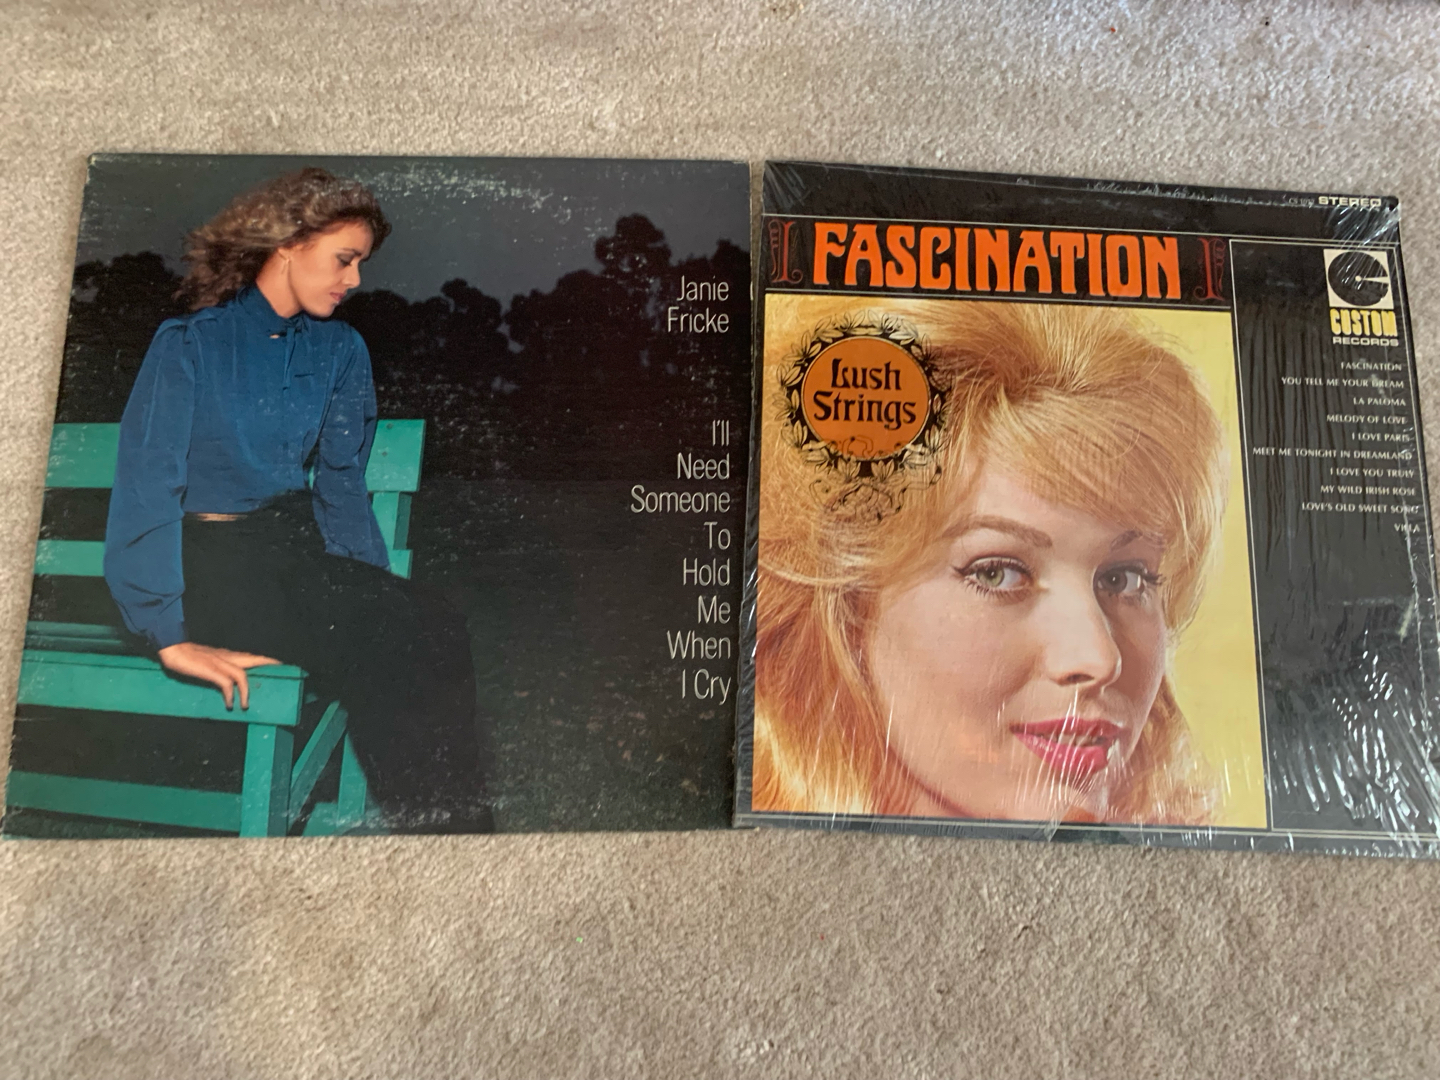 Janie
Fricke
I'll
Need
Someone
To
Hold
Me
When
I Cry
STEREO
FASCINATION
Lush
Strings
CUSTOM
RECORDS
FASCINATION
YOU TELL ME YOUR DREAM
LA PALOMA
MELODY OF LOVE
I LOVE PARIS
MEET ME TONIGHT IN DREAMLAND
I LOVE YOU TRULY
MY WILD IRISH ROSE
LOVE'S OLD SWEET SONG
VILLA